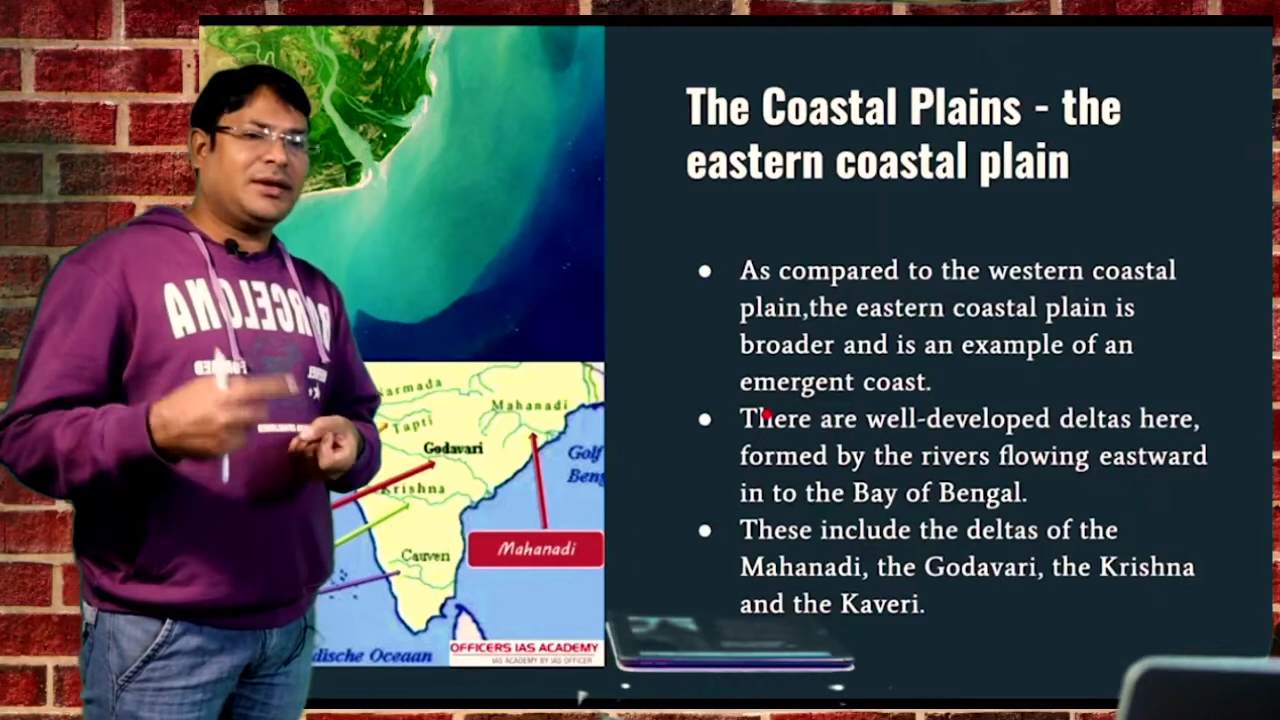 The Coastal Plains - the
eastern coastal plain
● As compared to the western coastal
plain,the eastern coastal plain is
broader and is an example of an
emergent coast.
● There are well-developed deltas here,
formed by the rivers flowing eastward
in to the Bay of Bengal.
● These include the deltas of the
Mahanadi, the Godavari, the Krishna
and the Kaveri.
BARCELONA
Narmada
Mahanadi
Tapti
Godavari
Golf
Beng
Krishna
Mahanadi
Cauveri
dische Oceaan
OFFICERS IAS ACADEMY
IAS ACADEMY BY IAS OFFICER